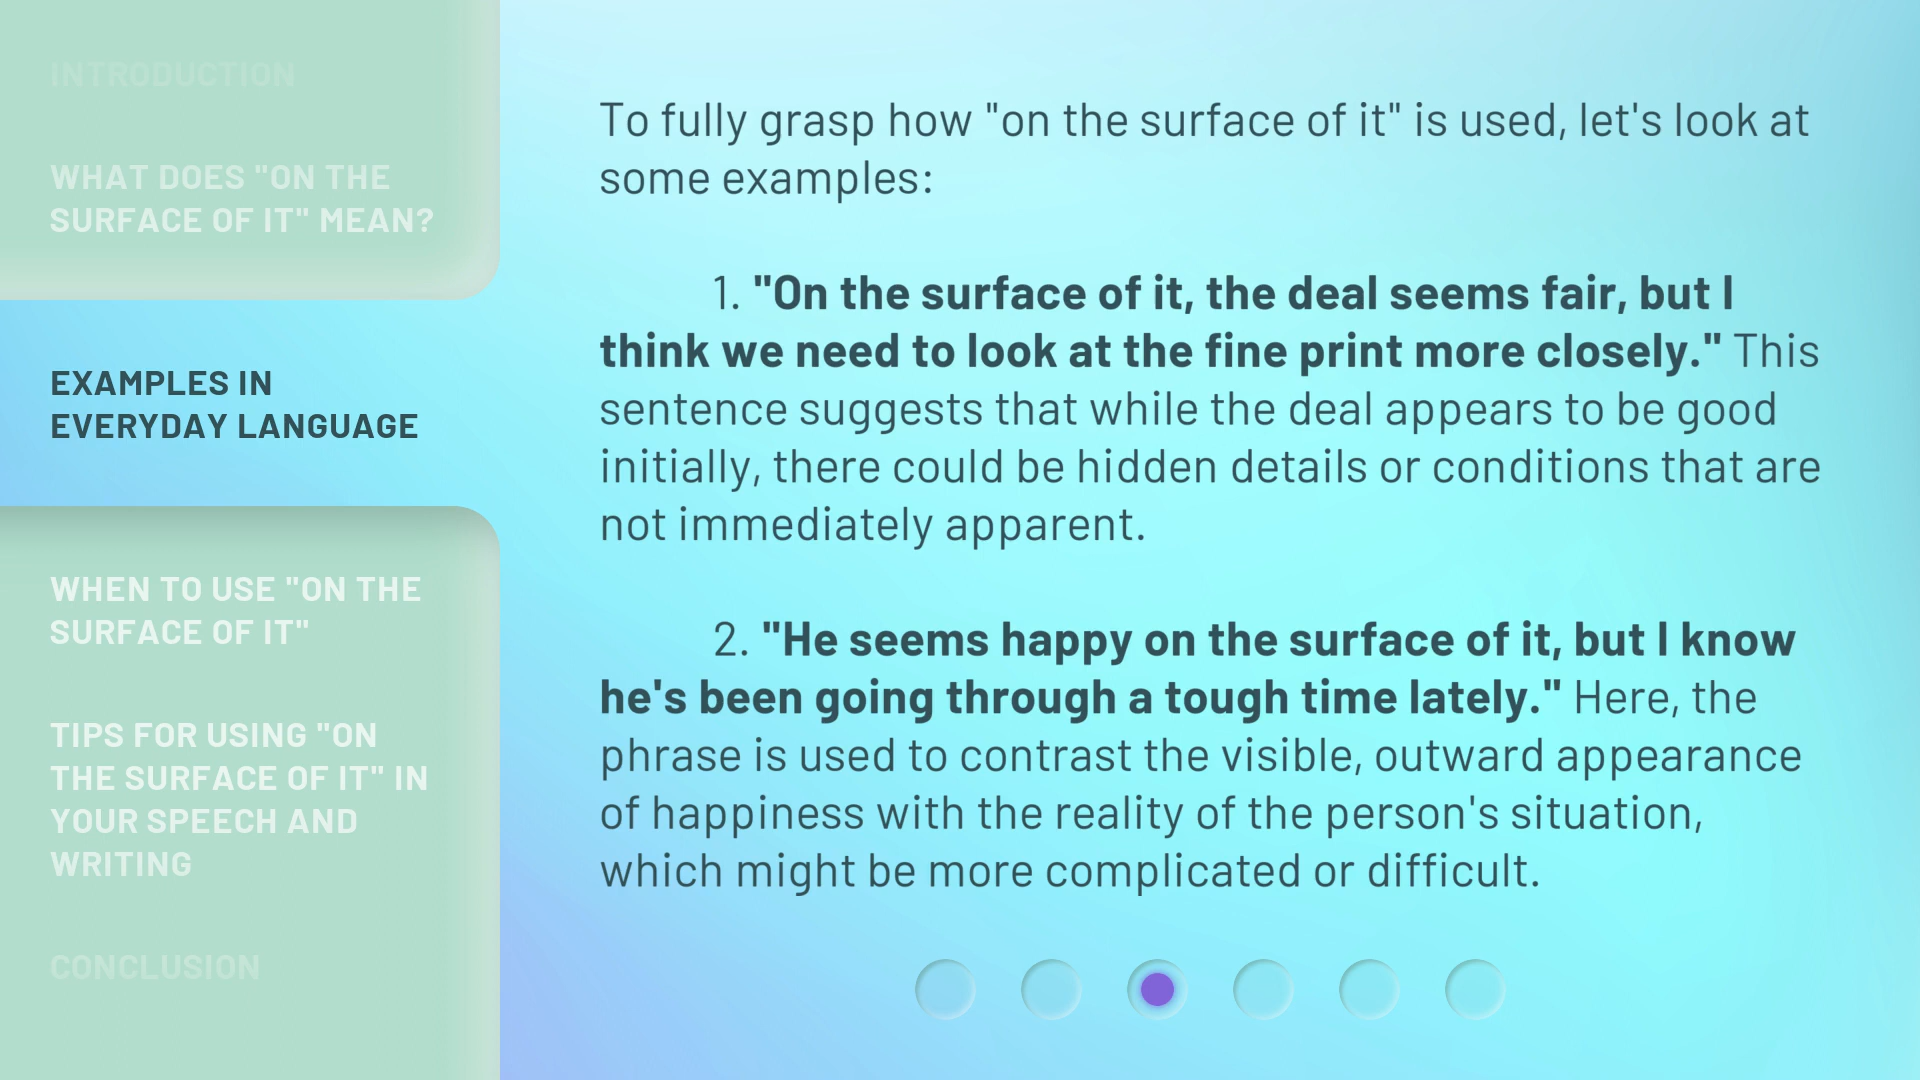 INTRODUCTION
WHAT DOES "ON THE
SURFACE OF IT" MEAN?
EXAMPLES IN
EVERYDAY LANGUAGE
WHEN TO USE "ON THE
SURFACE OF IT"
TIPS FOR USING "ON
THE SURFACE OF IT" IN
YOUR SPEECH AND
WRITING
CONCLUSION
To fully grasp how "on the surface of it" is used, let's look at
some examples:
1. "On the surface of it, the deal seems fair, but I
think we need to look at the fine print more closely." This
sentence suggests that while the deal appears to be good
initially, there could be hidden details or conditions that are
not immediately apparent.
2. "He seems happy on the surface of it, but I know
he's been going through a tough time lately." Here, the
phrase is used to contrast the visible, outward appearance
of happiness with the reality of the person's situation,
which might be more complicated or difficult.